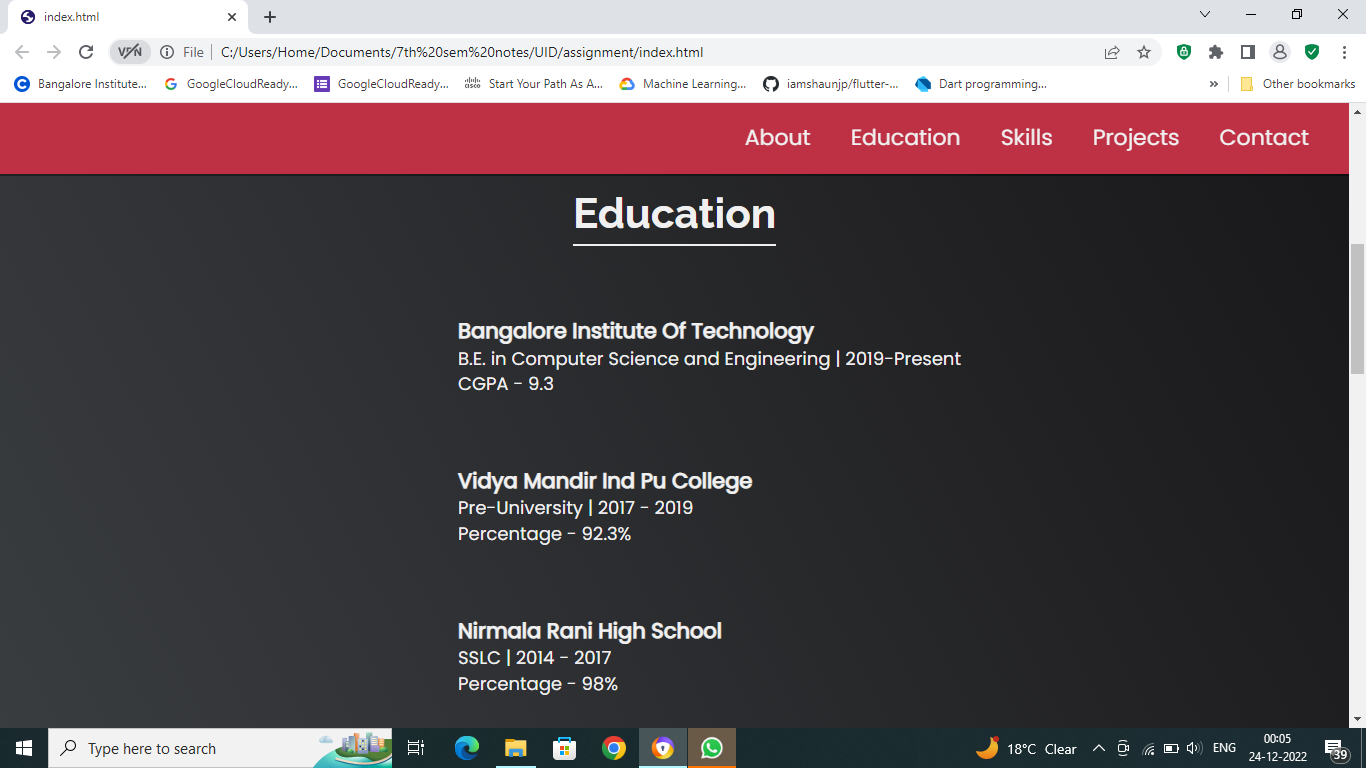 index.html
VPN File C:/Users/Home/Documents/7th%20sem%20notes/UID/assignment/index.html
Bangalore Institute... GoogleCloudReady... GoogleCloudReady... Start Your Path As A... Machine Learning... iamshaunjp/flutter-... Dart programming... » Other bookmarks
About Education Skills Projects Contact
Education
Bangalore Institute Of Technology
B.E. in Computer Science and Engineering | 2019-Present
CGPA - 9.3
Vidya Mandir Ind Pu College
Pre-University | 2017 - 2019
Percentage - 92.3%
Nirmala Rani High School
SSLC | 2014 - 2017
Percentage - 98%
Type here to search
18°C Clear
ENG
00:05
24-12-2022
39